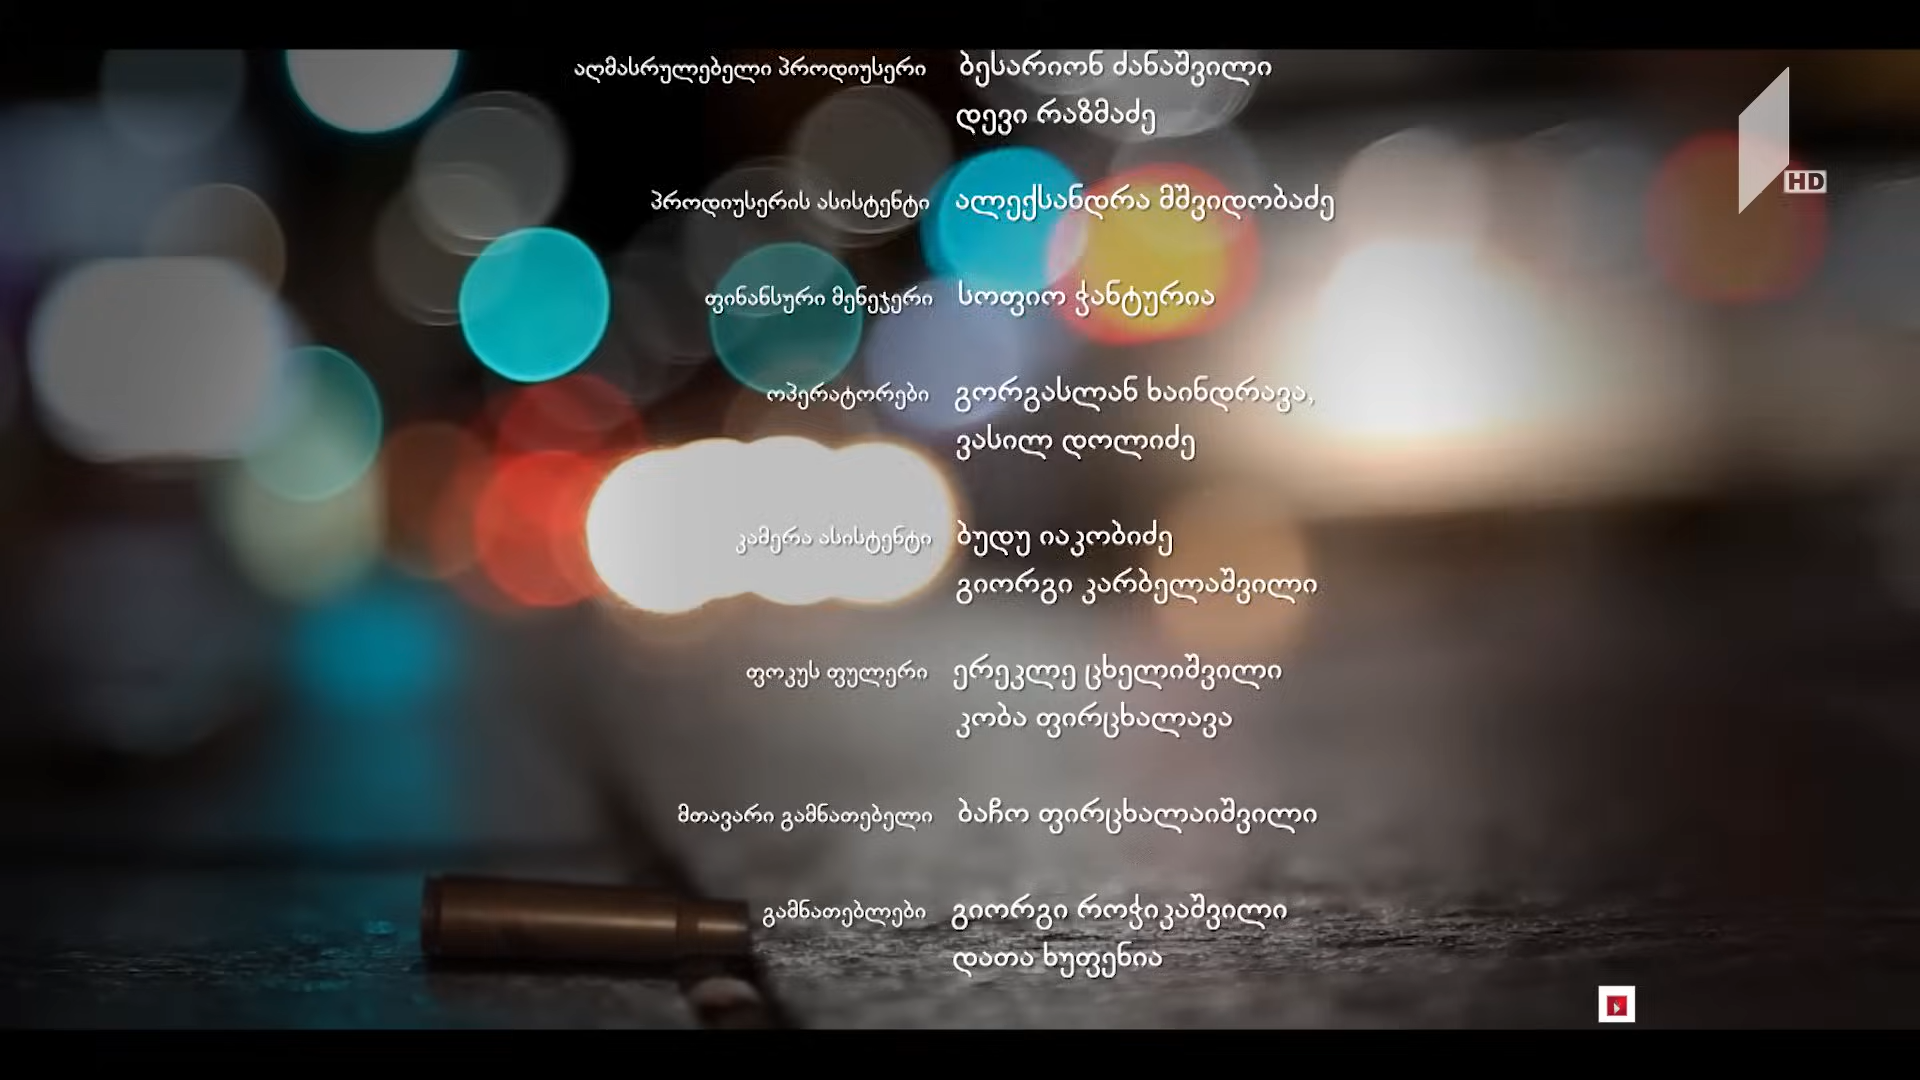 აღმასრულებელი პროდიუსერი ბესარიონ ძანაშვილი
დევი რაზმაძე
პროდიუსერის ასისტენტი ალექსანდრა მშვიდობაძე
ფინანსური მენეჯერი სოფიო ჭანტურია
ოპერატორები გორგასლან ხაინდრავა,
ვასილ დოლიძე
კამერა ასისტენტი ბუდუ იაკობიძე
გიორგი კარბელაშვილი
ფოკუს ფულერი ერეკლე ცხელიშვილი
კობა ფირცხალავა
მთავარი გამნათებელი ბაჩო ფირცხალაიშვილი
გამნათებლები გიორგი როჭიკაშვილი
დათა ხუფენია
HD